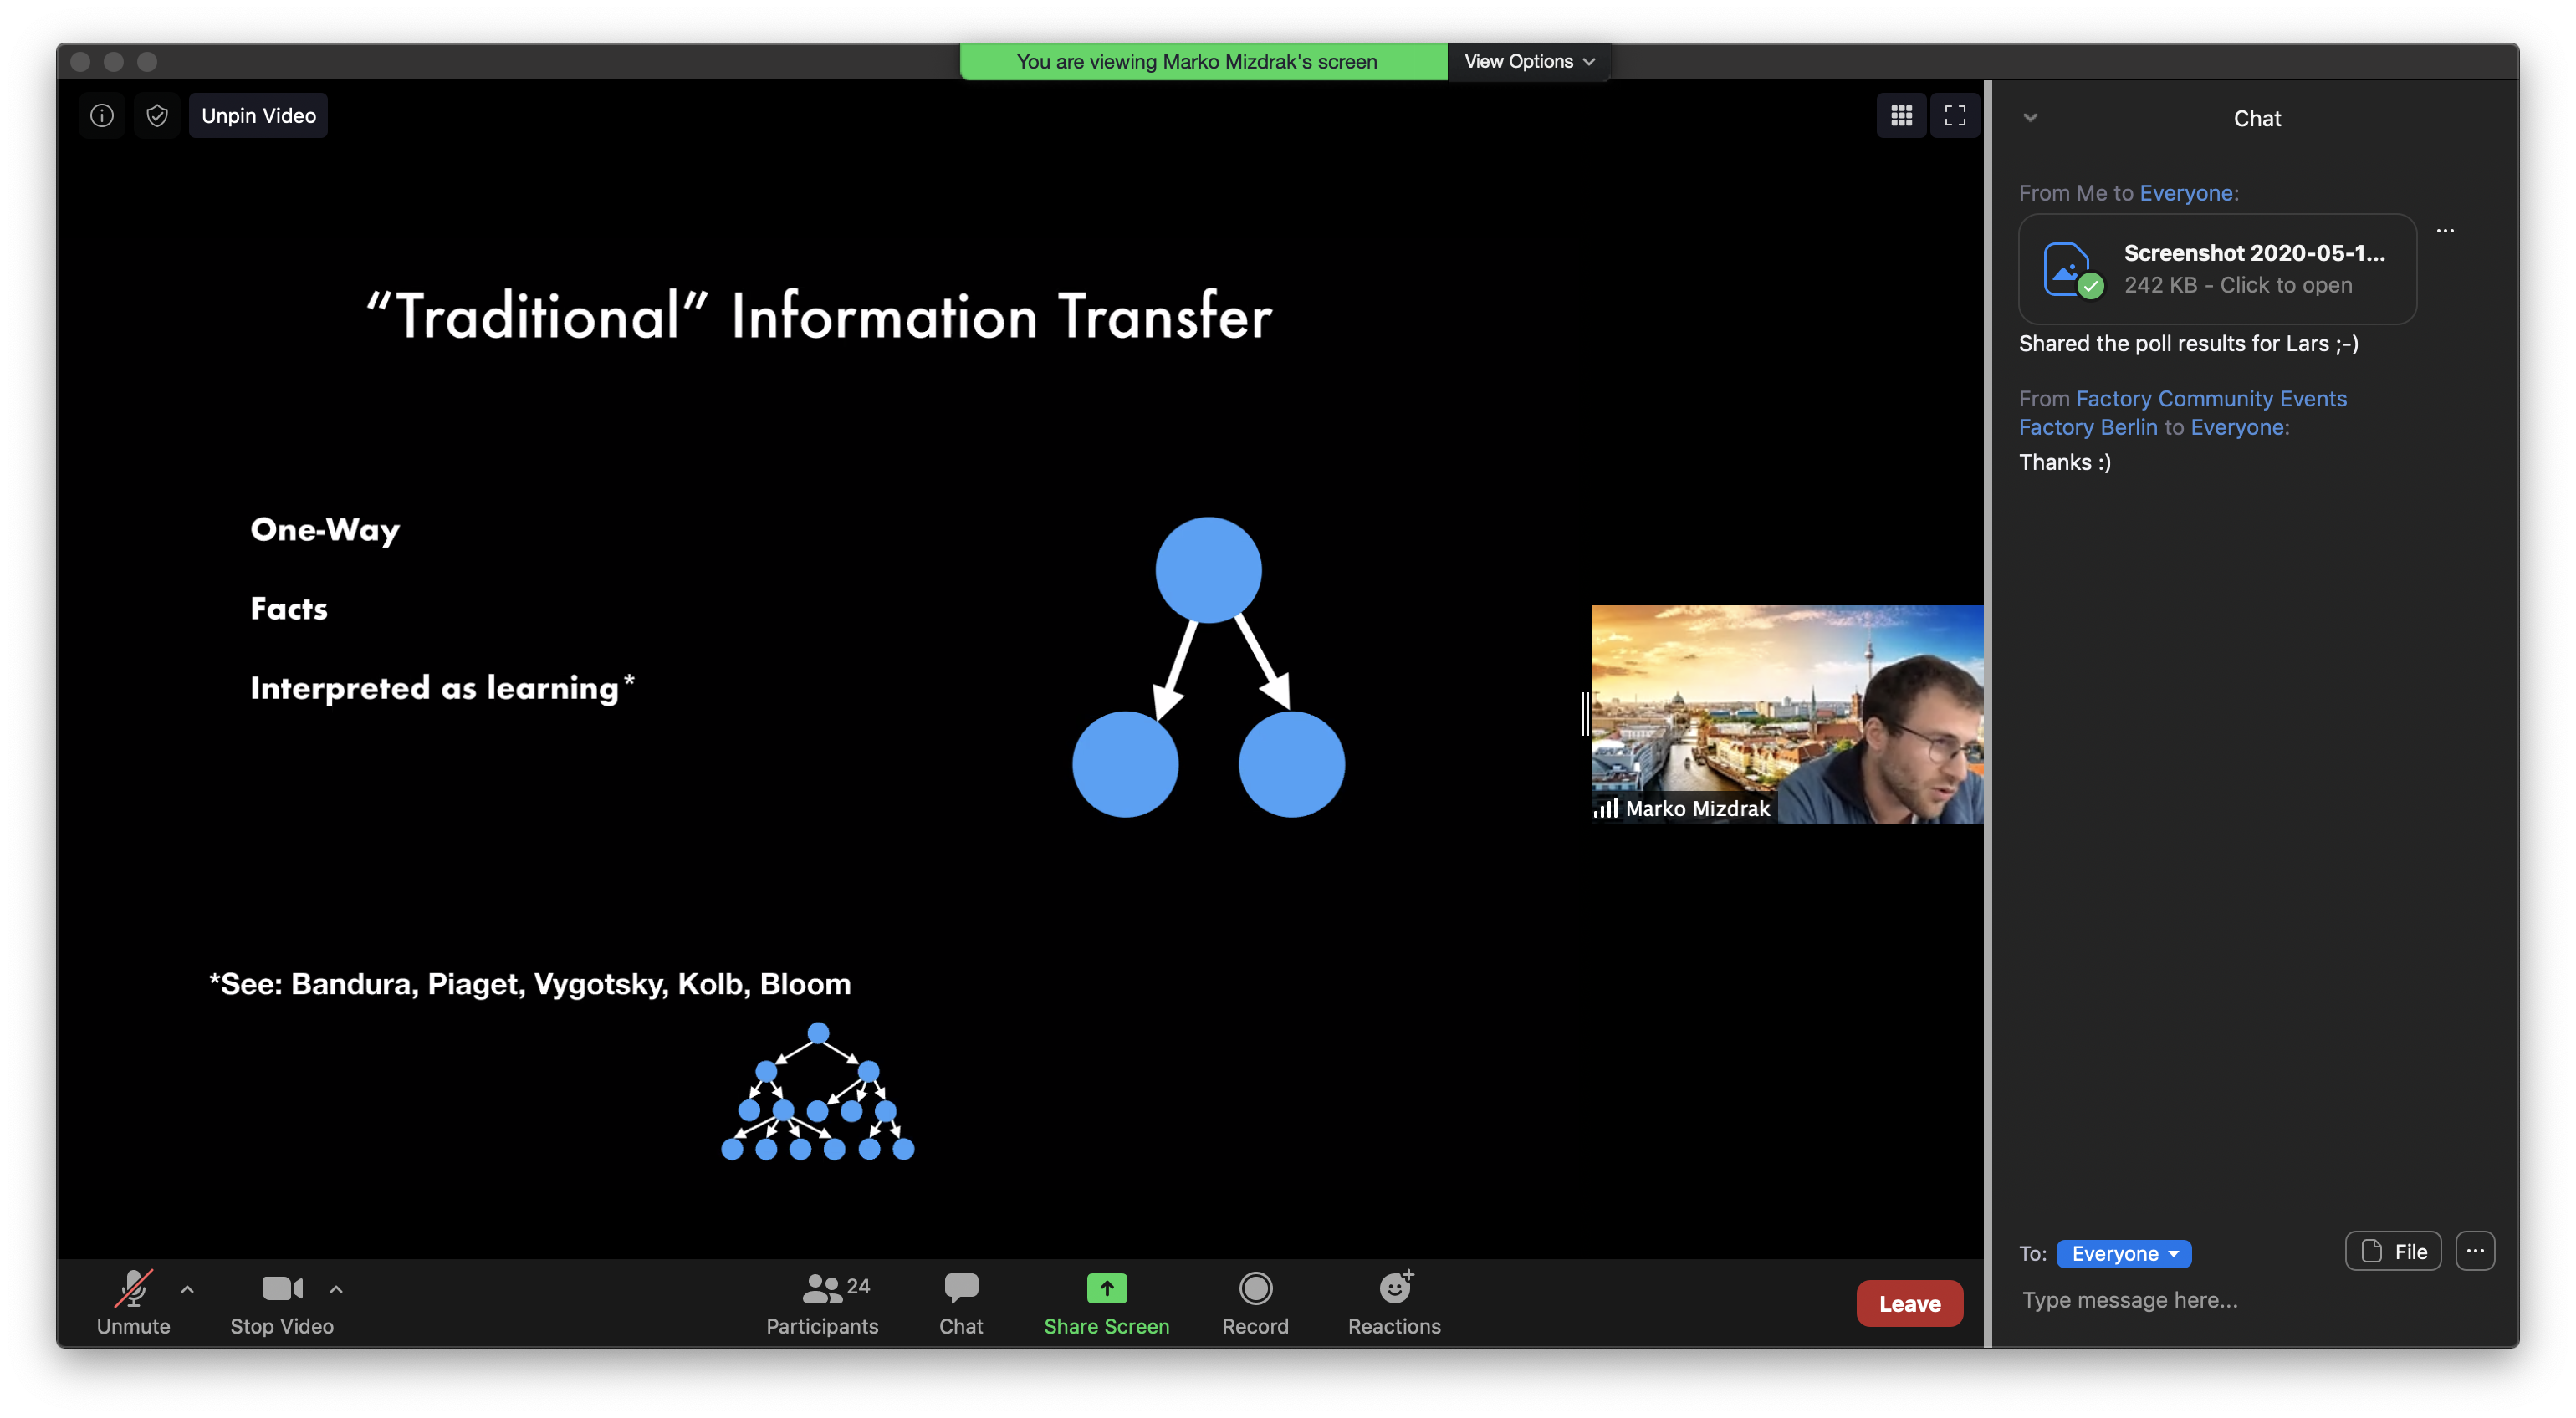 You are viewing Marko Mizdrak's screen
View Options
Unpin Video
“Traditional” Information Transfer
One-Way
Facts
Interpreted as learning*
*See: Bandura, Piaget, Vygotsky, Kolb, Bloom
Marko Mizdrak
Unmute
Stop Video
24
Participants
Chat
Share Screen
Record
Reactions
Leave
Chat
From Me to Everyone:
Screenshot 2020-05-1...
242 KB - Click to open
Shared the poll results for Lars ;-)
From Factory Community Events
Factory Berlin to Everyone:
Thanks :)
To: Everyone
File
Type message here...